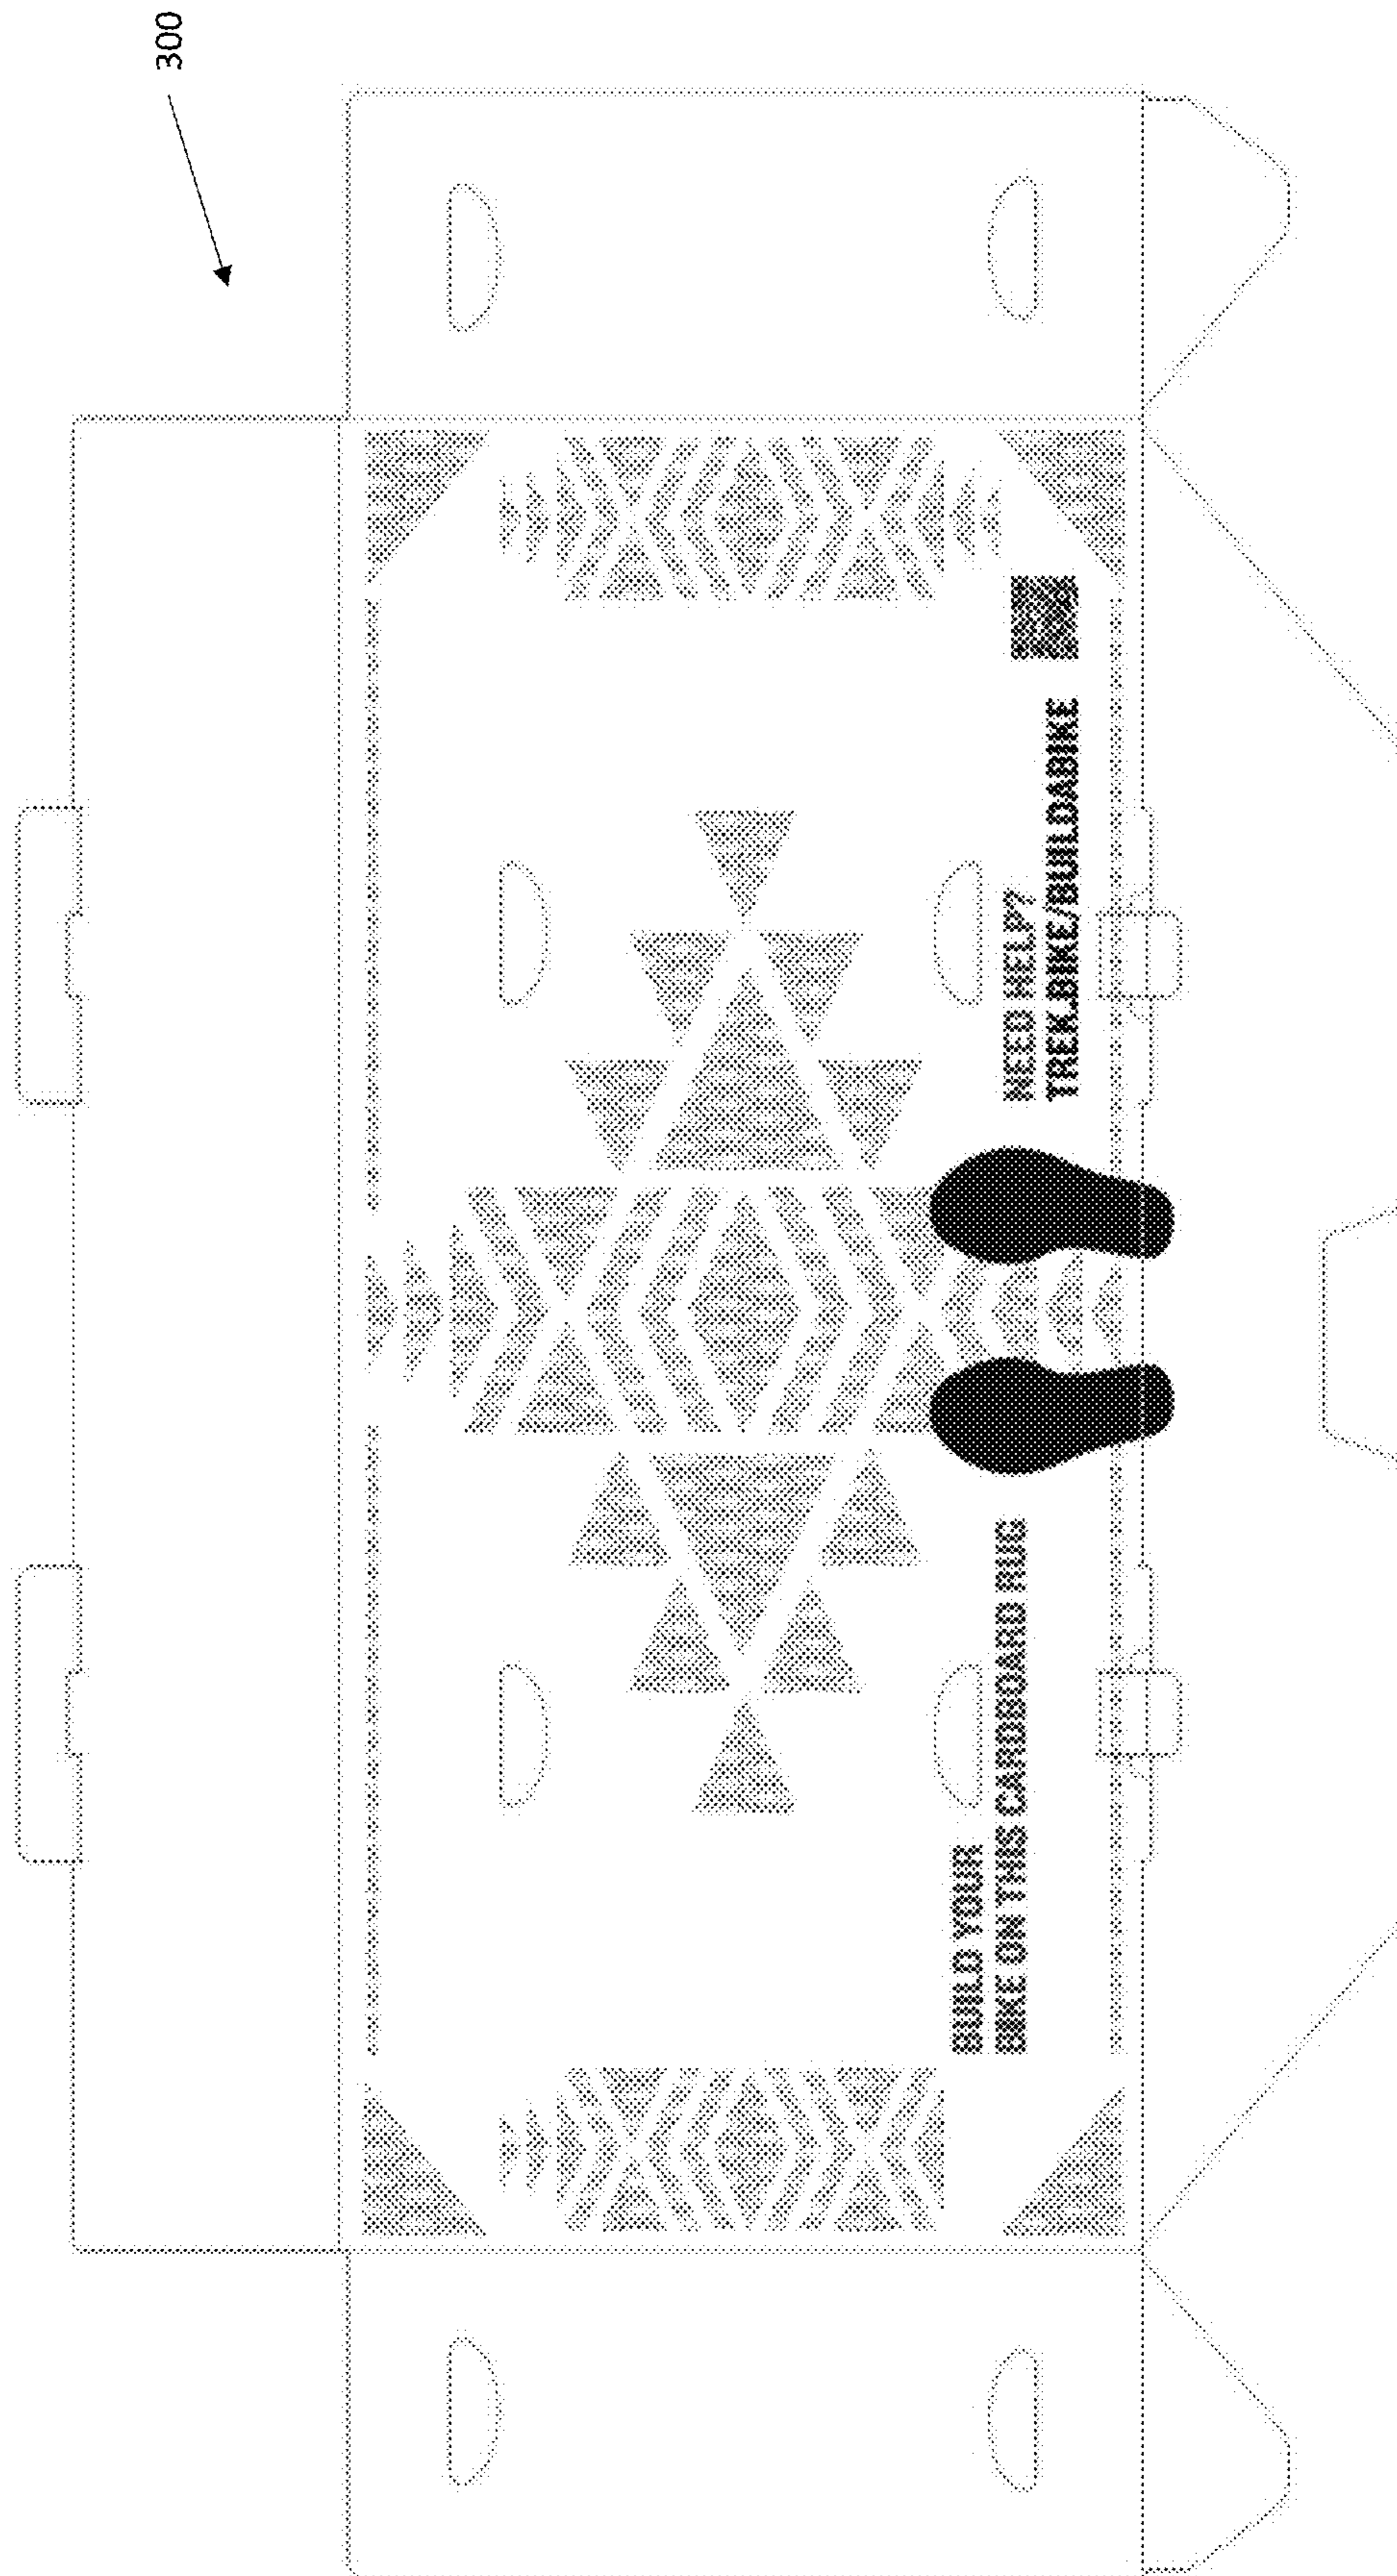 300
BUILD YOUR
BIKE ON THIS CARDBOARD RUG
NEED HELP?
TREK.BIKE/BUILDABIKE